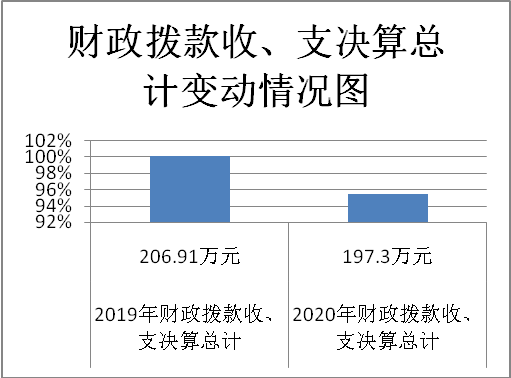 财政拨款收、支决算总
计变动情况图
102%
100%
98%
96%
94%
92%
206.91万元
197.3万元
2019年财政拨款收、
支决算总计
2020年财政拨款收、
支决算总计